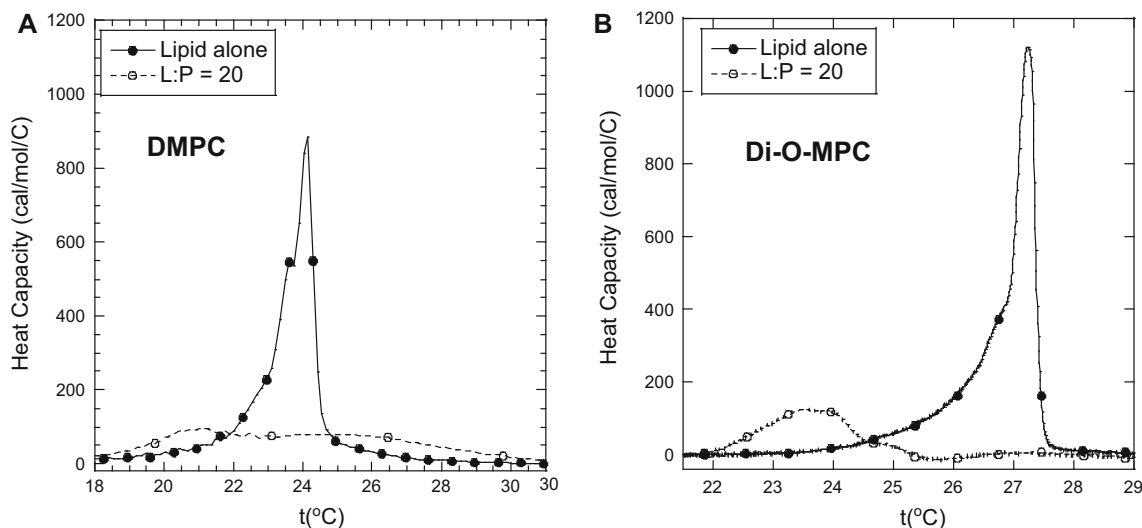 A
1200
1000
800
600
400
200
0
Heat Capacity (cal/mol/C)
Lipid alone
L:P = 20
DMPC
18 20 22 24 26 28 30 30
t(°C)
B
1200
1000
800
600
400
200
0
Heat Capacity (cal/mol/C)
Lipid alone
L:P = 20
Di-O-MPC
22 23 24 25 26 27 28 29
t(°C)